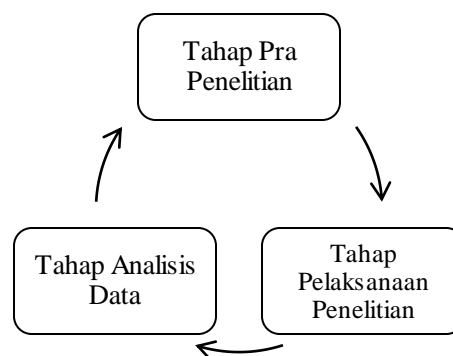 Tahap Pra
Penelitian
Tahap
Pelaksanaan
Penelitian
Tahap Analisis
Data